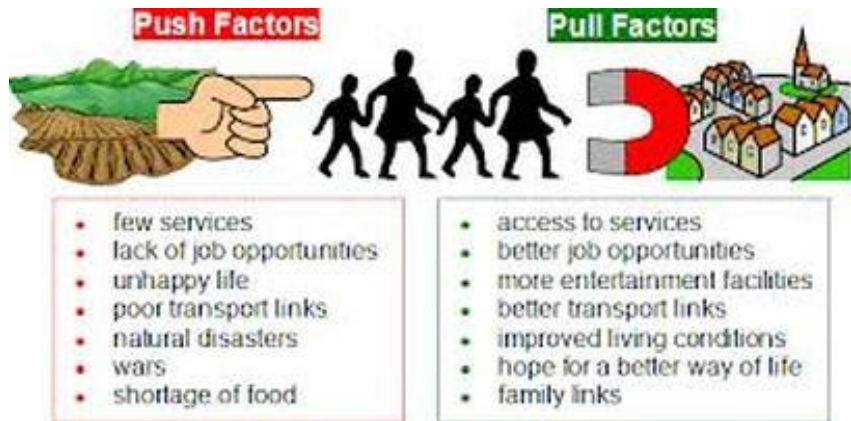 Push Factors
Pull Factors
few services
lack of job opportunities
unhappy life
poor transport links
natural disasters
wars
shortage of food
access to services
better job opportunities
more entertainment facilities
better transport links
improved living conditions
hope for a better way of life
family links